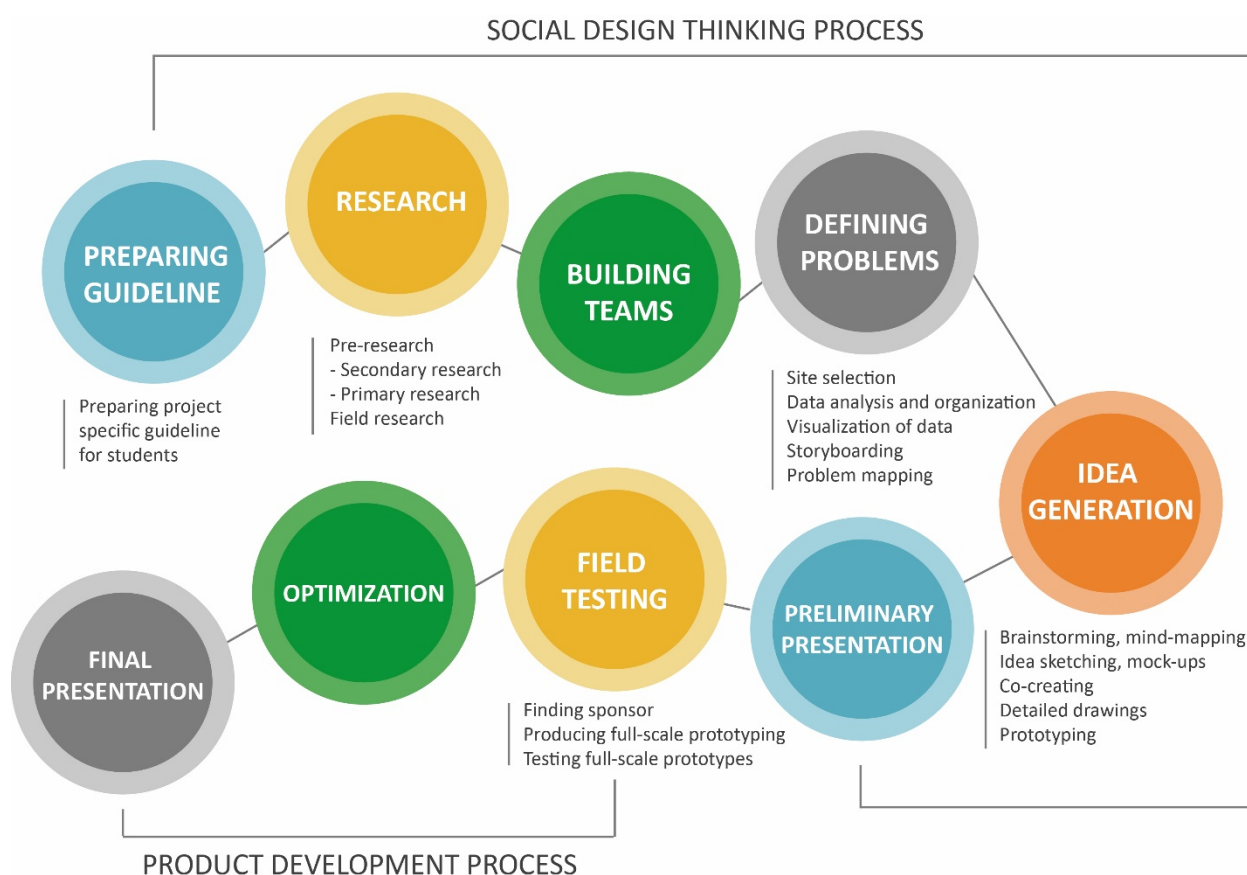 SOCIAL DESIGN THINKING PROCESS
PREPARING
GUIDELINE
Preparing project
specific guideline
for students
RESEARCH
Pre-research
- Secondary research
- Primary research
Field research
BUILDING
TEAMS
DEFINING
PROBLEMS
Site selection
Data analysis and organization
Visualization of data
Storyboarding
Problem mapping
IDEA
GENERATION
Brainstorming, mind-mapping
Idea sketching, mock-ups
Co-creating
Detailed drawings
Prototyping
PRELIMINARY
PRESENTATION
FIELD
TESTING
Finding sponsor
Producing full-scale prototyping
Testing full-scale prototypes
OPTIMIZATION
FINAL
PRESENTATION
PRODUCT DEVELOPMENT PROCESS